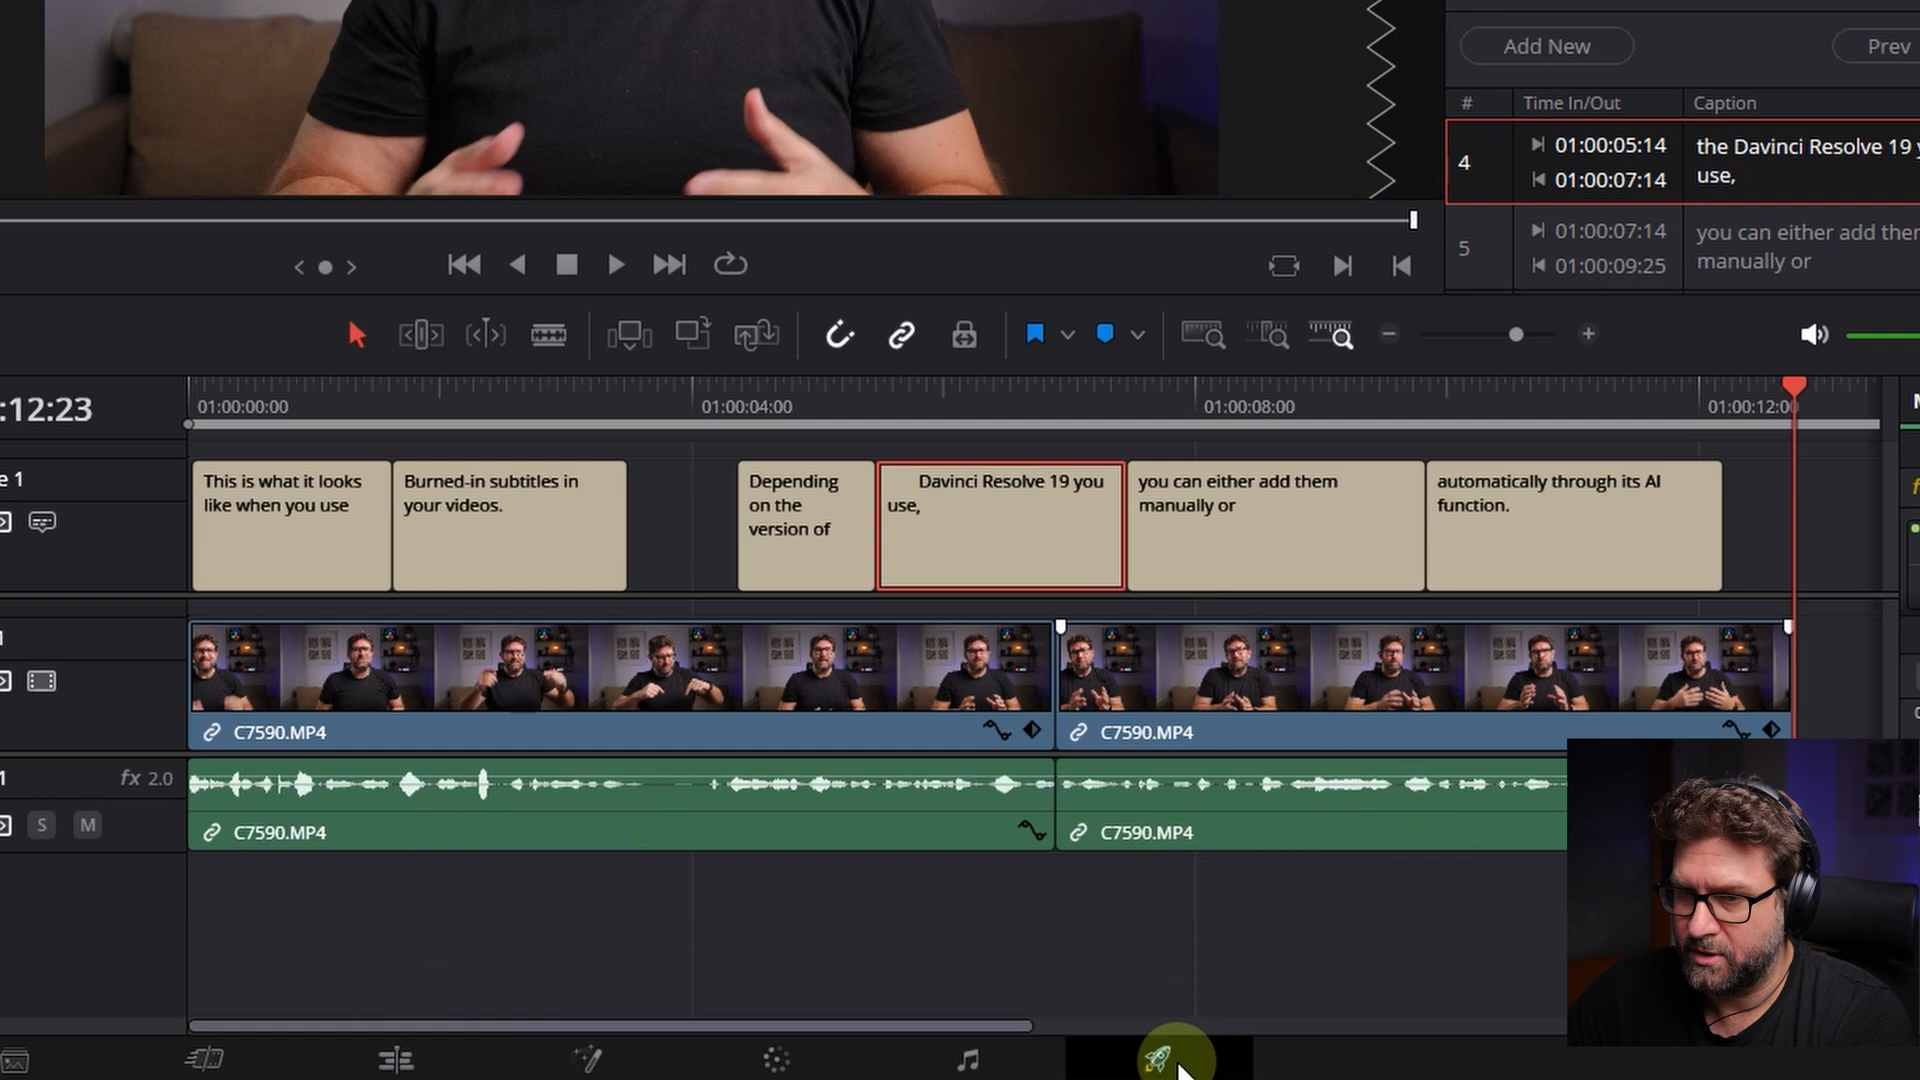 Add New
Prev
#
Time In/Out
Caption
4
01:00:05:14
01:00:07:14
the Davinci Resolve 19
use,
5
01:00:07:14
01:00:09:25
you can either add
manually or
:12:23
01:00:00:00
01:00:04:00
01:00:08:00
01:00:12:00
e 1
This is what it looks
like when you use
Burned-in subtitles in
your videos.
Depending
on the
version of
Davinci Resolve 19 you
use,
you can either add them
manually or
automatically through its AI
function.
C7590.MP4
C7590.MP4
1
fx 2.0
S
M
C7590.MP4
C7590.MP4